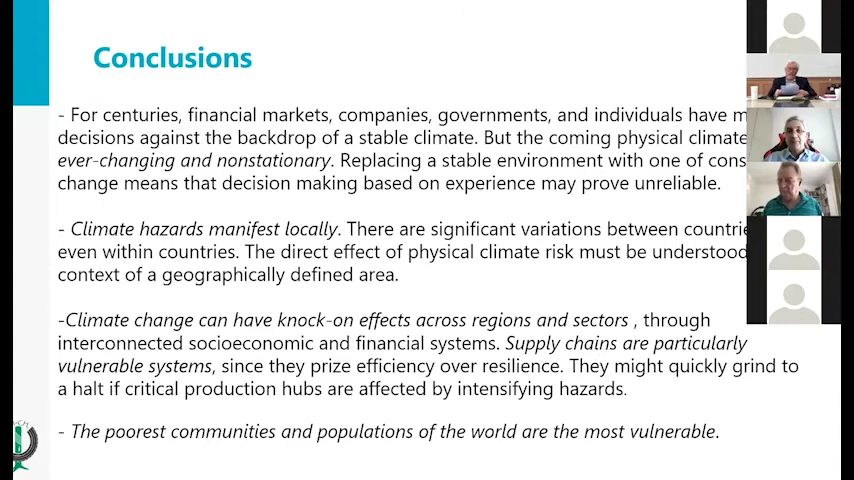 Conclusions
- For centuries, financial markets, companies, governments, and individuals have
decisions against the backdrop of a stable climate. But the coming physical climate
ever-changing and nonstationary. Replacing a stable environment with one of
change means that decision making based on experience may prove unreliable.
- Climate hazards manifest locally. There are significant variations between
even within countries. The direct effect of physical climate risk must be understood
context of a geographically defined area.
-Climate change can have knock-on effects across regions and sectors , through
interconnected socioeconomic and financial systems. Supply chains are particularly
vulnerable systems, since they prize efficiency over resilience. They might quickly grind to
a halt if critical production hubs are affected by intensifying hazards.
- The poorest communities and populations of the world are the most vulnerable.